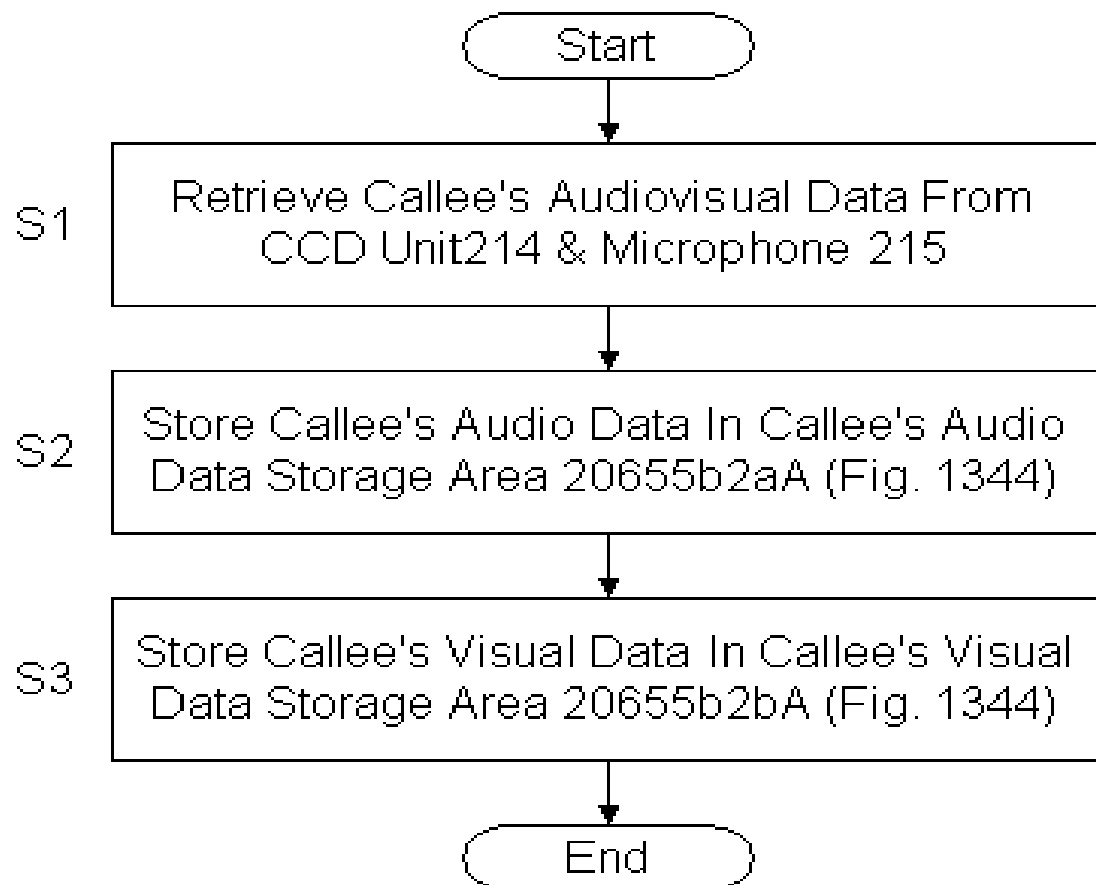 Start
S1
Retrieve Callee's Audiovisual Data From
CCD Unit214 & Microphone 215
S2
Store Callee's Audio Data In Callee's Audio
Data Storage Area 20655b2aA (Fig. 1344)
S3
Store Callee's Visual Data In Callee's Visual
Data Storage Area 20655b2bA (Fig. 1344)
End